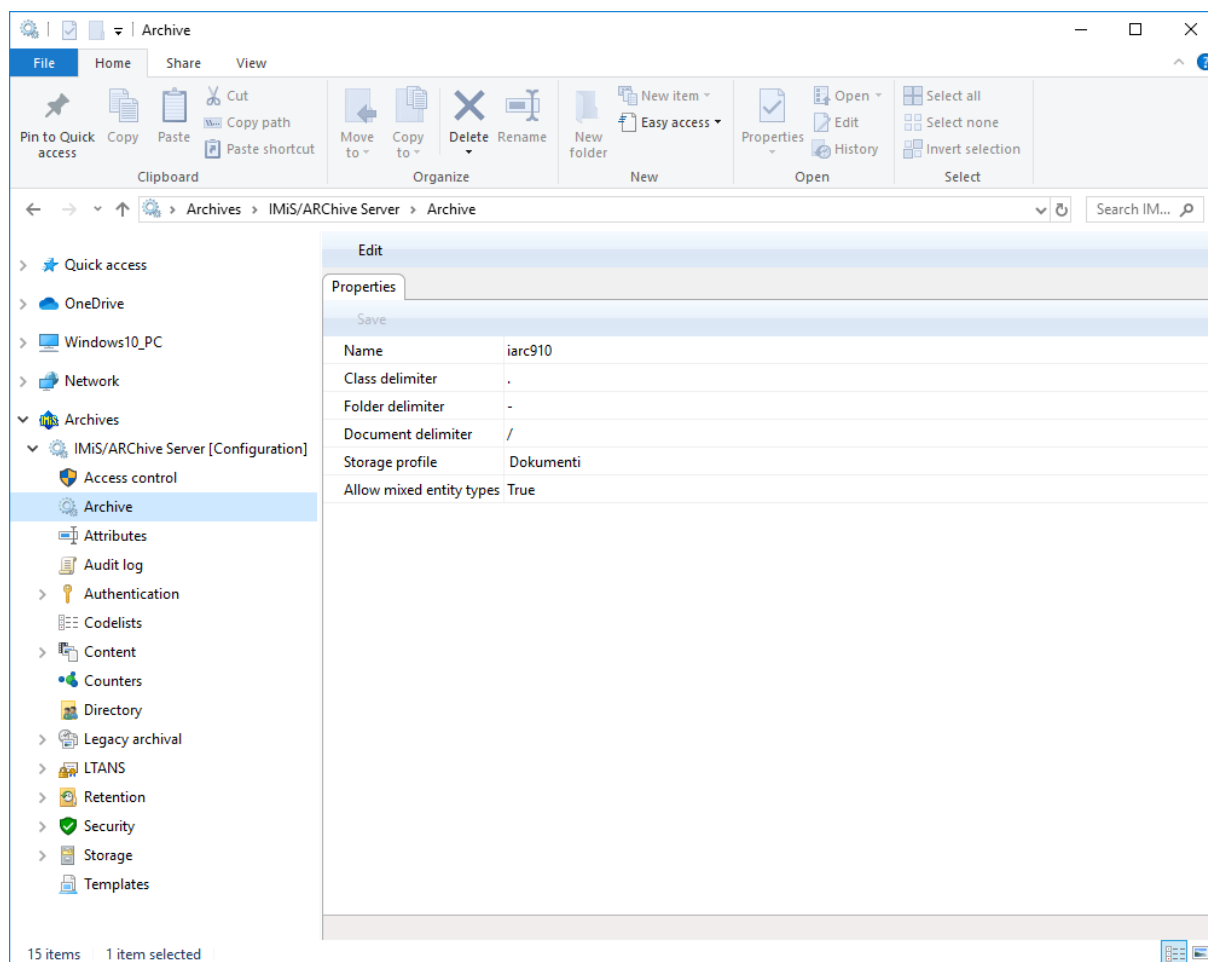 Archive
File Home Share View
Pin to Quick access
Copy
Paste
Cut
Copy path
Paste shortcut
Clipboard
Move to
Copy to
Delete
Rename
Organize
New folder
New item
Easy access
New
Properties
Open
Edit
History
Open
Select all
Select none
Invert selection
Select
Archives > IMiS/ARChive Server > Archive
Search IM...
Quick access
OneDrive
Windows10_PC
Network
Archives
IMiS/ARChive Server [Configuration]
Access control
Archive
Attributes
Audit log
Authentication
Codelists
Content
Counters
Directory
Legacy archival
LTANS
Retention
Security
Storage
Templates
Edit
Properties
Save
Name iarc910
Class delimiter .
Folder delimiter -
Document delimiter /
Storage profile Dokumenti
Allow mixed entity types True
15 items 1 item selected